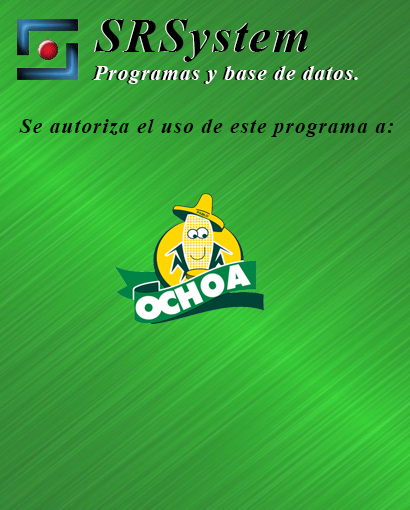 SRSystem
Programas y base de datos.
Se autoriza el uso de este programa a:
OCHOA